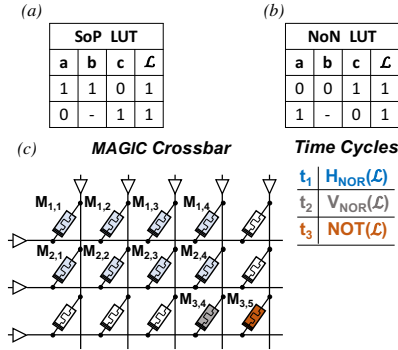 (a)
SoP LUT
a b c ℒ
1 1 0 1
0 - 1 1
(b)
NoN LUT
a b c ℒ
0 0 1 1
1 - 0 1
(c) MAGIC Crossbar
M1,1 M1,2 M1,3 M1,4
M2,1 M2,2 M2,3 M2,4
M3,4 M3,5
Time Cycles
t1 HNOR(ℒ)
t2 VNOR(ℒ)
t3 NOT(ℒ)